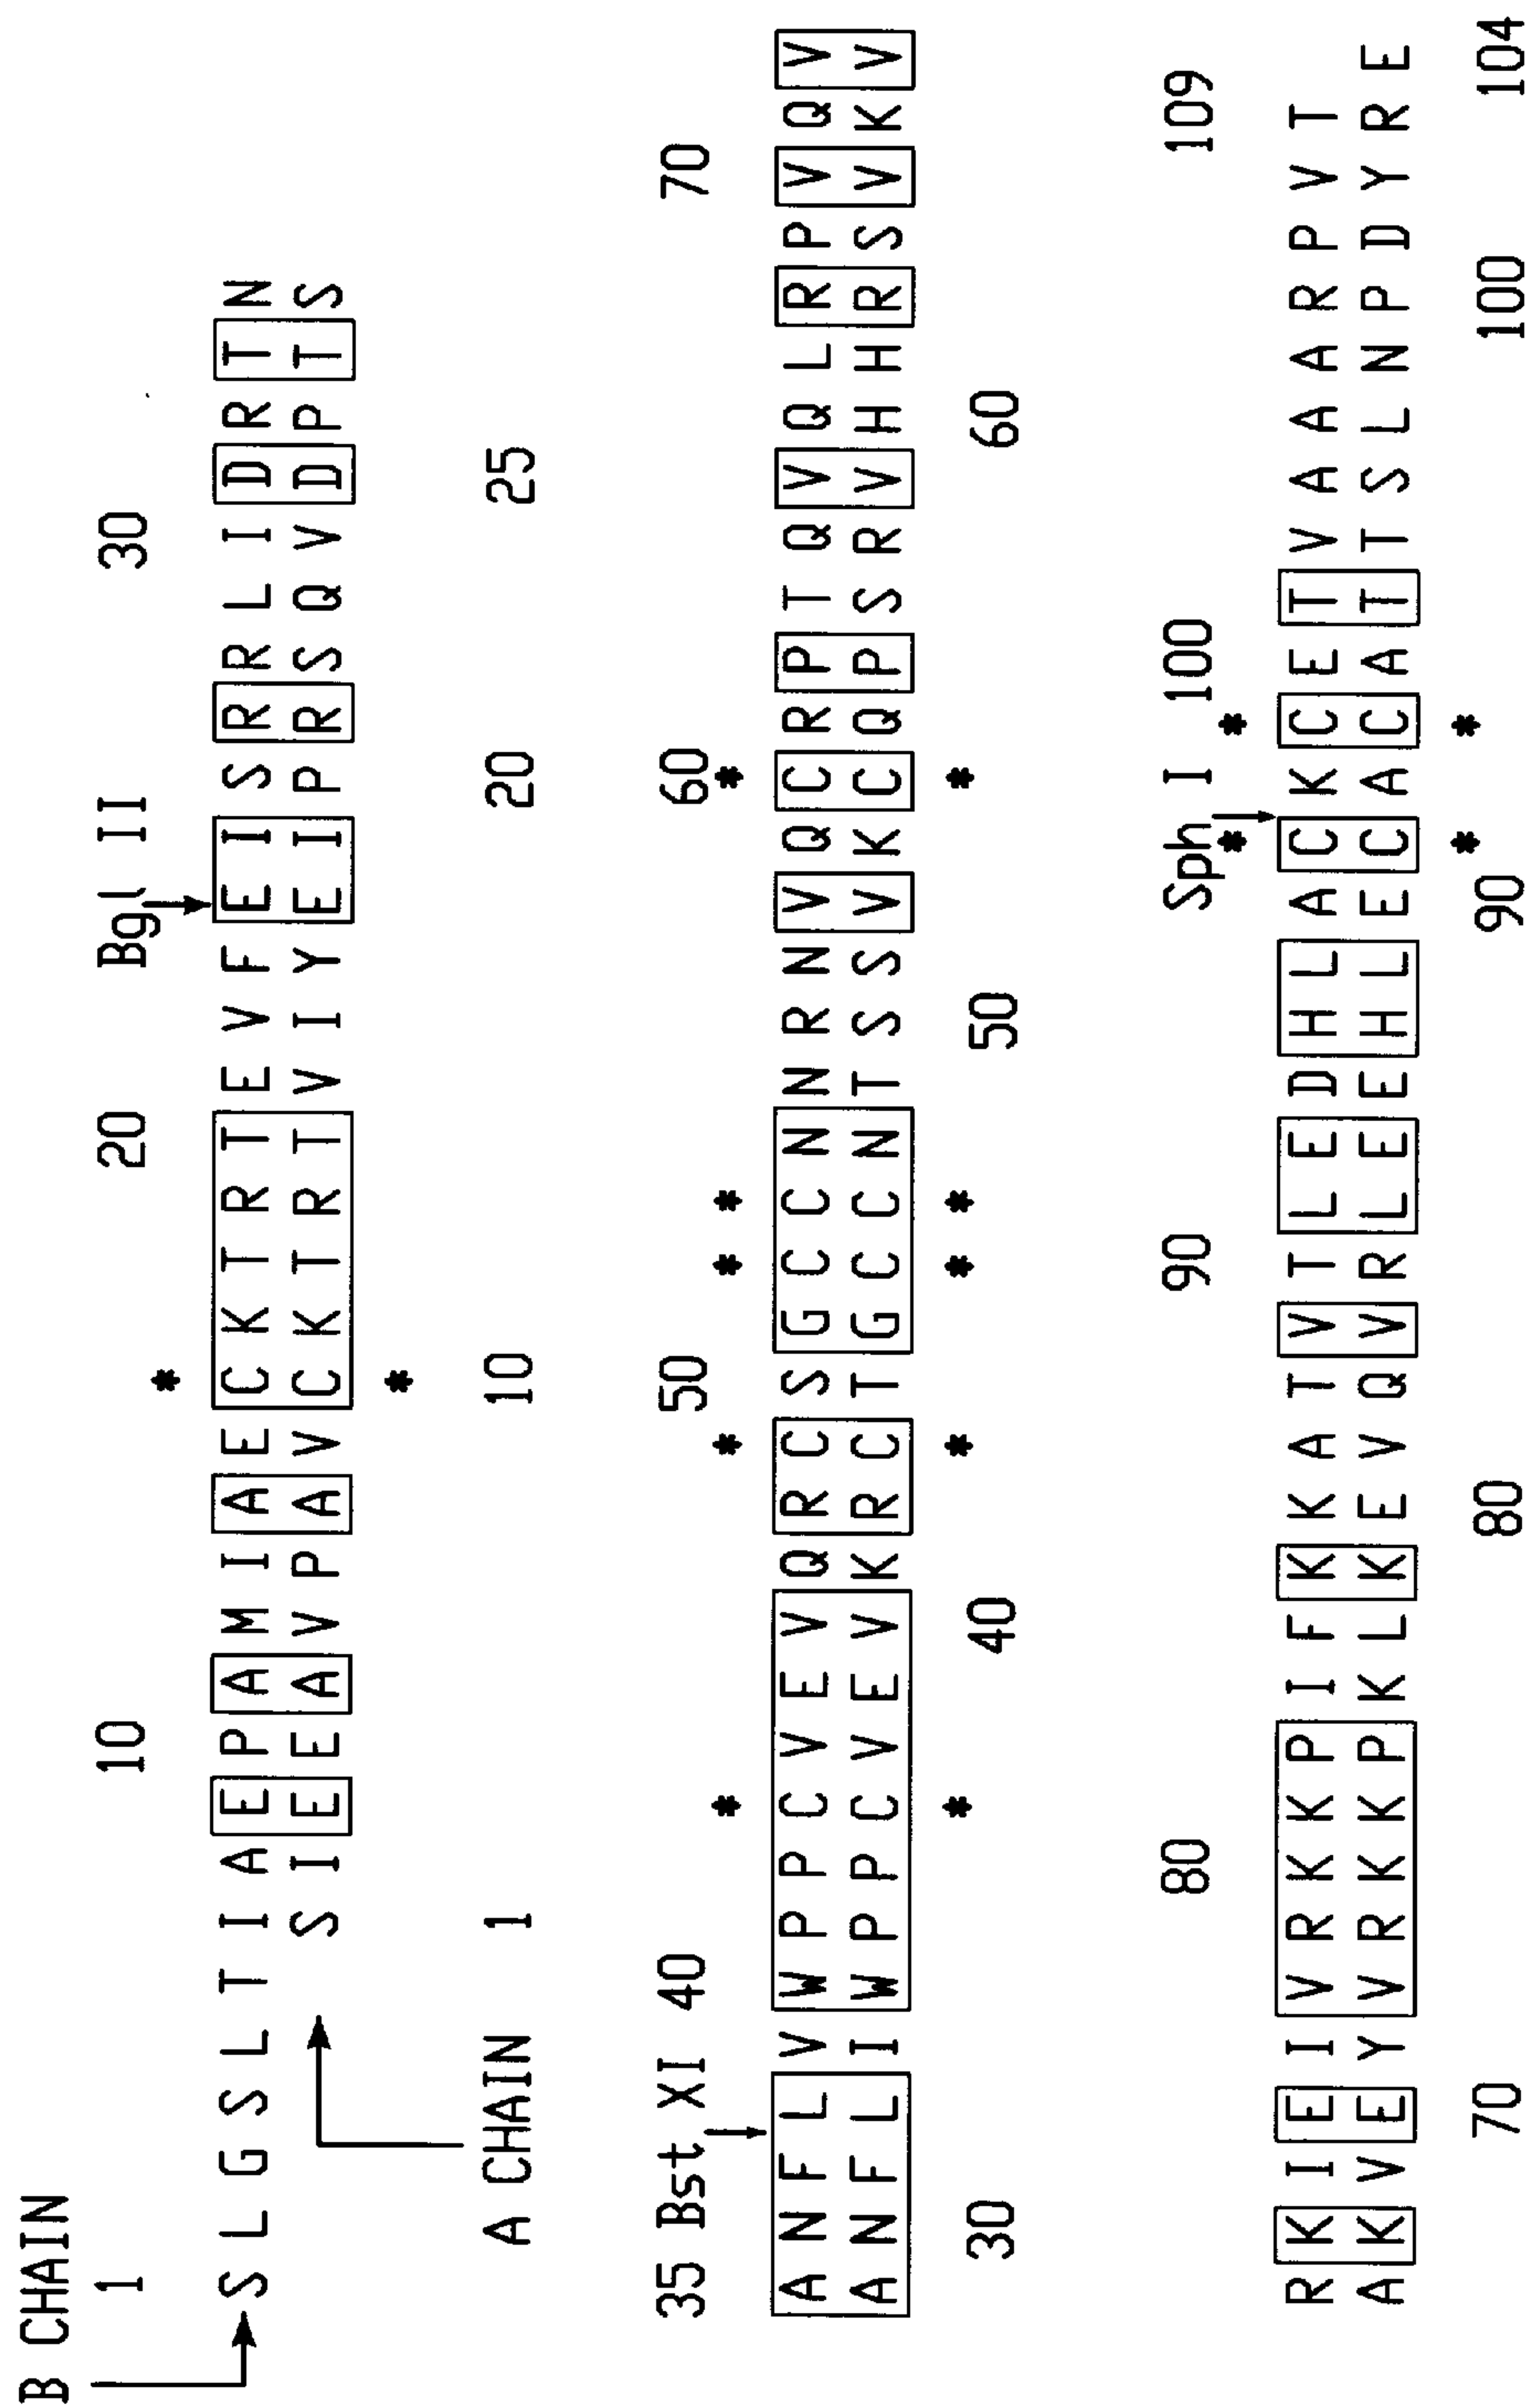 B CHAIN
1 10 20 Bgl II 30
*
S L G S L T I A E P A M I A E C K T R T E V F E I S R R L I D R T N
S I E E A V P A V C K T R T V I Y E I P R S Q V D P T S
*
A CHAIN 1 10 20 25
35 Bst XI 40 50 60 70
* * * * *
A N F L V W P P C V E V Q R C S G C C N N R N V Q C R P T Q V Q L R P V Q V
A N F L I W P P C V E V K R C T G C C N T S S V K C Q P S R V H H R S V K V
* * * * *
30 40 50 60
80 90 Sph I 100 109
* *
R K I E I V R K K P I F K K A T V T L E D H L A C K C E T V A A A R P V T
A K V E Y V R K K P K L K E V Q V R L E E H L E C A C A T T S L N P D Y R E
* *
70 80 90 100 104